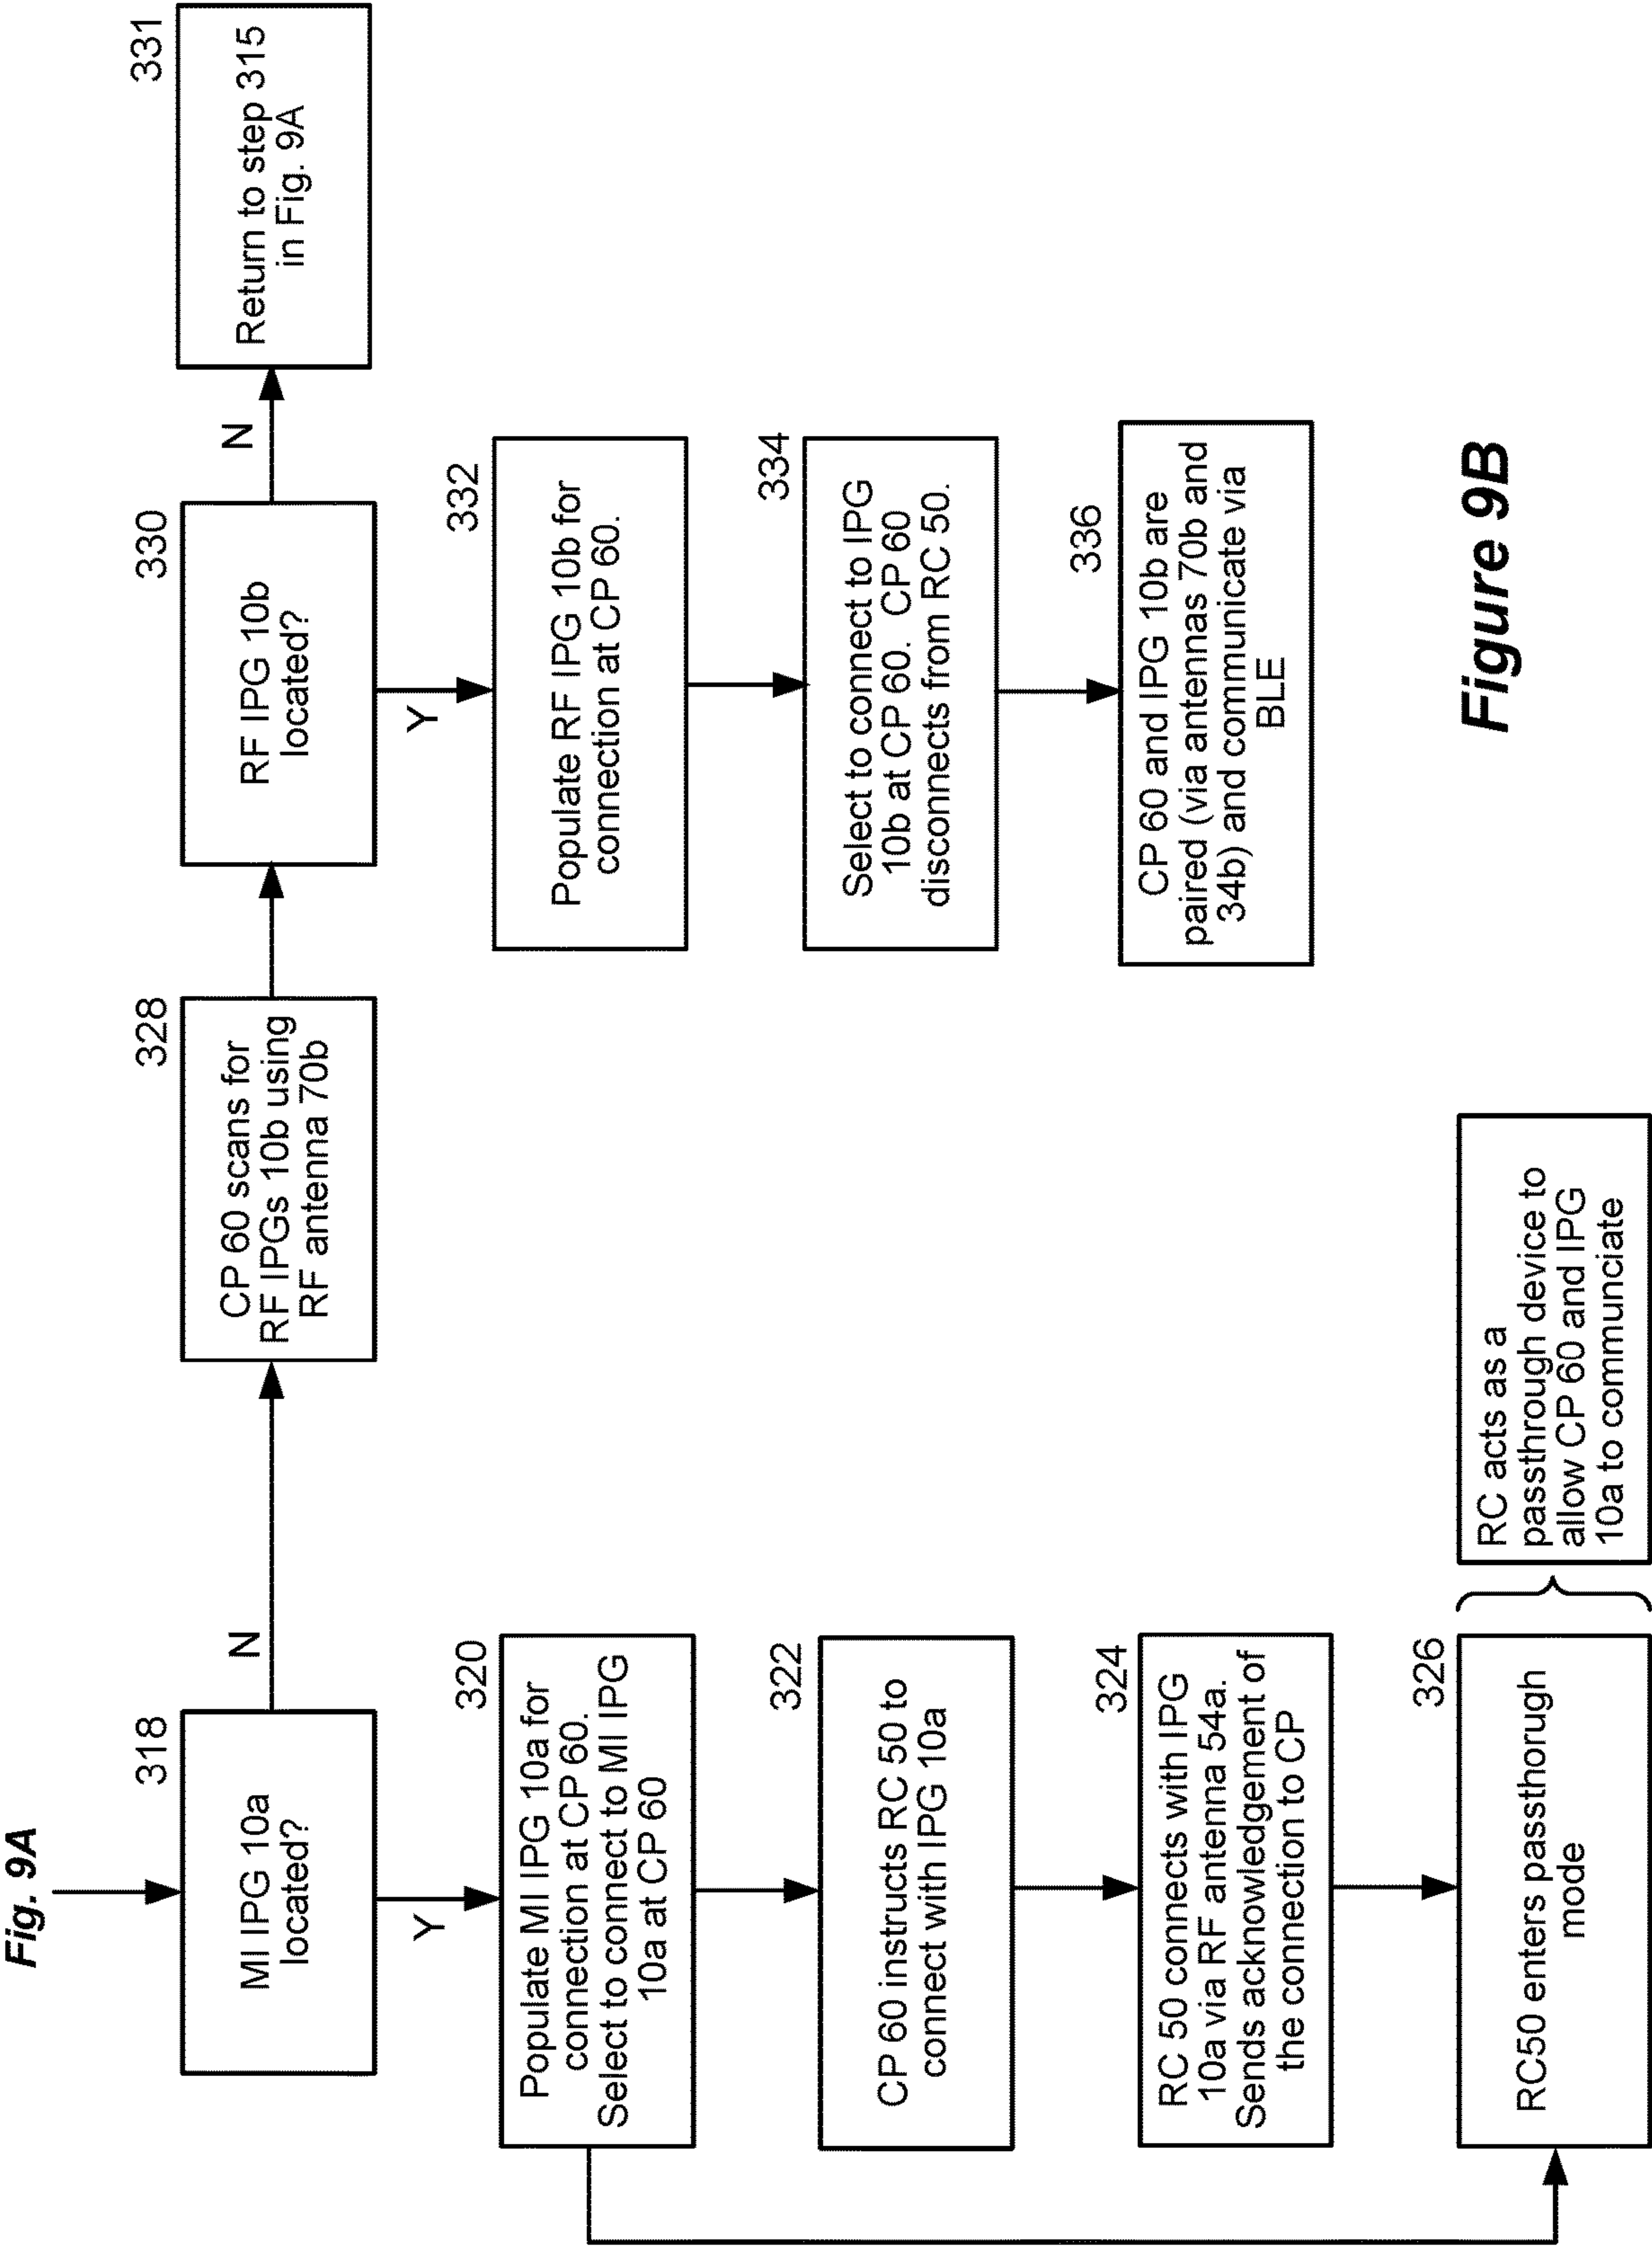 Fig. 9A
318
MI IPG 10a
located?
N
Y
320
Populate MI IPG 10a for
connection at CP 60.
Select to connect to MI IPG
10a at CP 60
322
CP 60 instructs RC 50 to
connect with IPG 10a
324
RC 50 connects with IPG
10a via RF antenna 54a.
Sends acknowledgement of
the connection to CP
326
RC50 enters passthorugh
mode
RC acts as a
passthrough device to
allow CP 60 and IPG
10a to communciate
328
CP 60 scans for
RF IPGs 10b using
RF antenna 70b
330
RF IPG 10b
located?
N
Y
331
Return to step 315
in Fig. 9A
332
Populate RF IPG 10b for
connection at CP 60.
334
Select to connect to IPG
10b at CP 60.  CP 60
disconnects from RC 50.
336
CP 60 and IPG 10b are
paired (via antennas 70b and
34b) and communicate via
BLE
Figure 9B